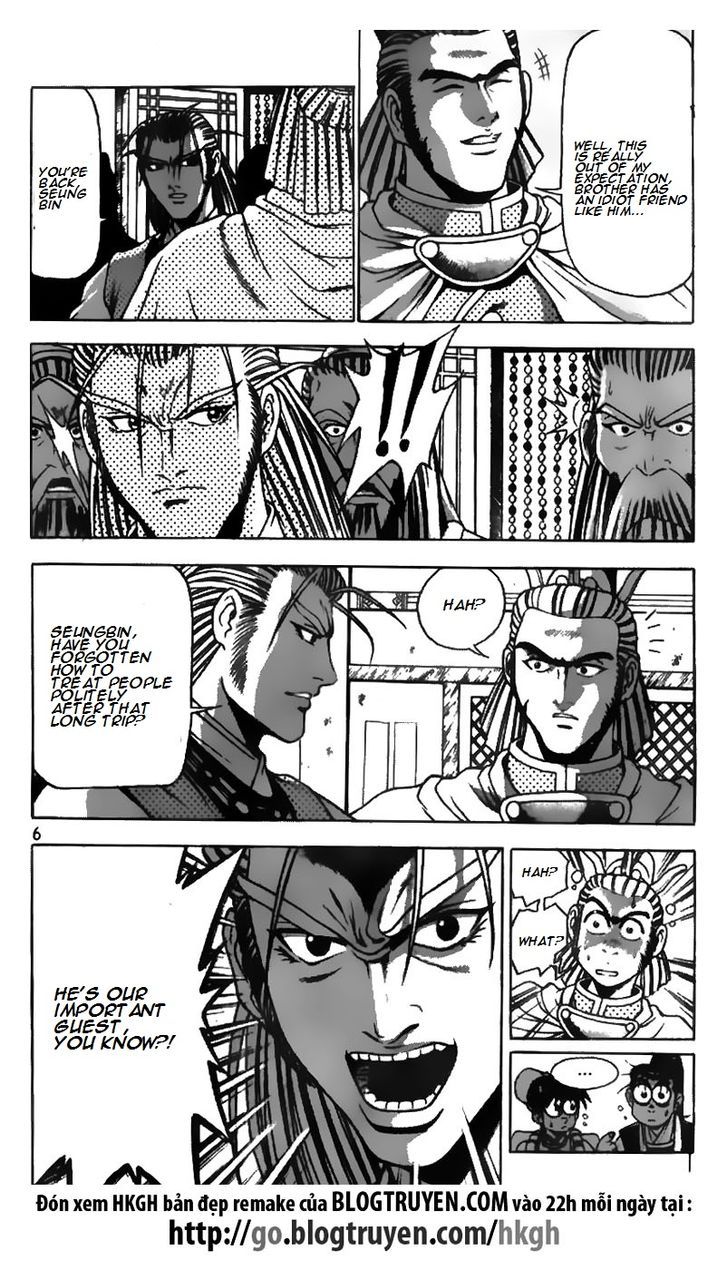 WELL, THIS
IS REALLY
OUT OF MY
EXPECTATION,
BROTHER HAS
AN IDIOT FRIEND
LIKE HIM...
YOU'RE
BACK,
SEUNG
BIN
!!
SEUNGBIN,
HAVE YOU
FORGOTTEN
HOW TO
TREAT PEOPLE
POLITELY
AFTER THAT
LONG TRIP?
HAH?
6
HE'S OUR
IMPORTANT
GUEST,
YOU KNOW?!
HAH?
WHAT?
...
Đón xem HKGH bản đẹp remake của BLOGTRUYEN.COM vào 22h mỗi ngày tại :
http://go.blogtruyen.com/hkgh